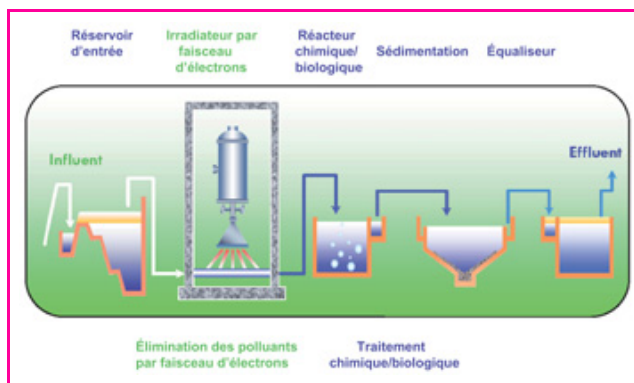 Réservoir
d'entrée
Irradiateur par
faisceau
d'électrons
Réacteur
chimique/
biologique
Sédimentation
Équaliseur
Influent
Effluent
Élimination des polluants
par faisceau d'électrons
Traitement
chimique/biologique